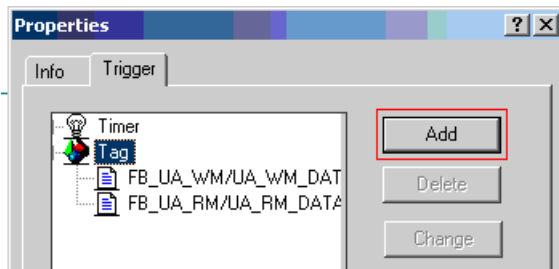 Properties
Info
Trigger
Timer
Add
Tag
FB_UA_WM/UA_WM_DAT
Delete
FB_UA_RM/UA_RM_DATA
Change